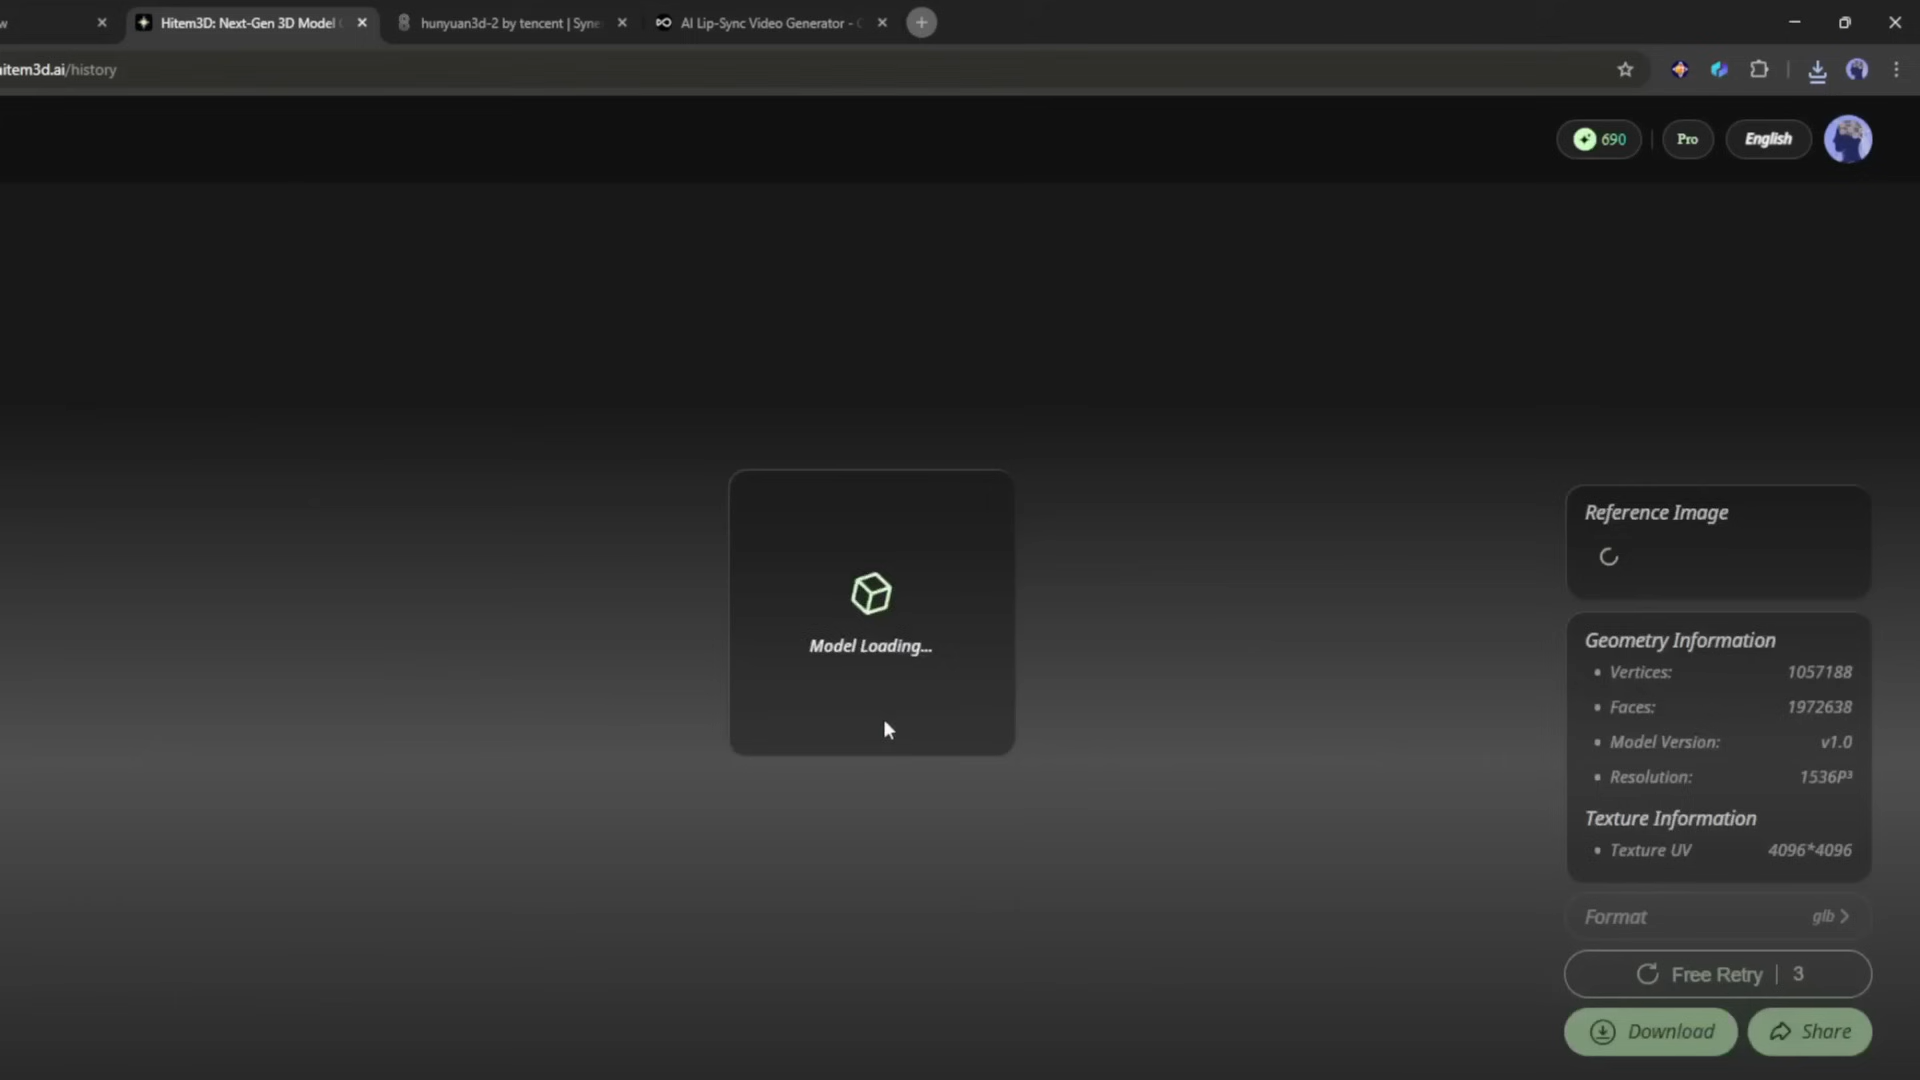 w
Hitem3D: Next-Gen 3D Model
hunyuan3d-2 by tencent | Syne
AI Lip-Sync Video Generator -
item3d.ai/history
690
Pro
English
Model Loading...
Reference Image
Geometry Information
Vertices: 1057188
Faces: 1972638
Model Version: v1.0
Resolution: 1536P³
Texture Information
Texture UV 4096*4096
Format glb
Free Retry | 3
Download
Share